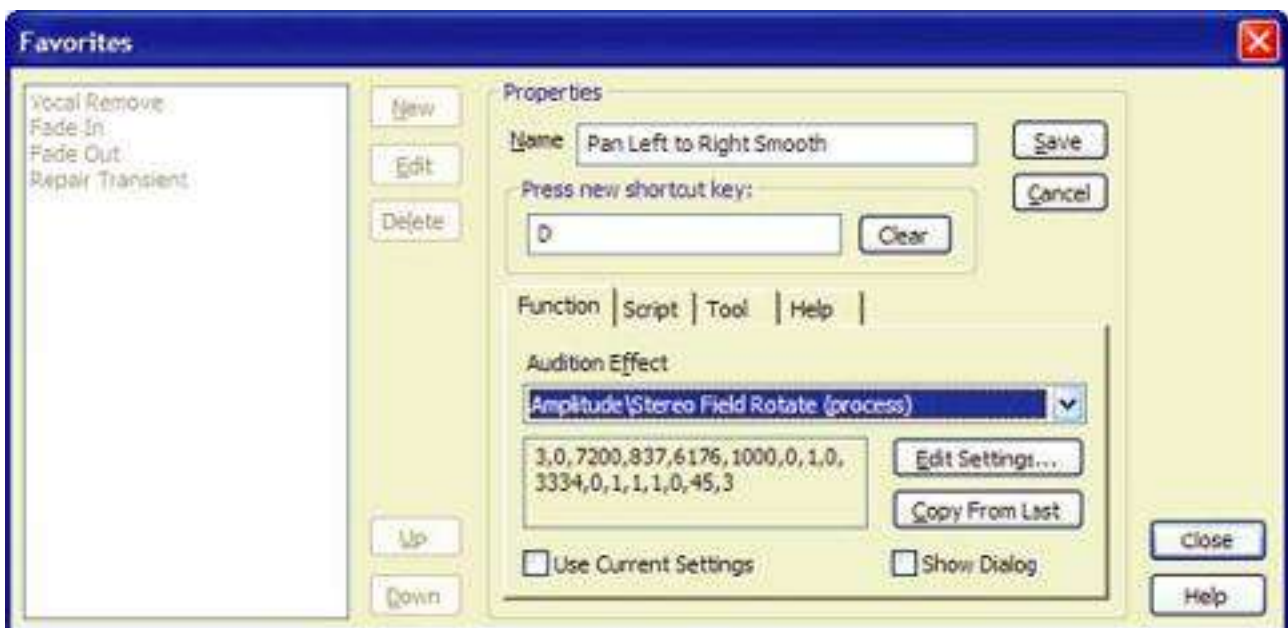 Favorites
Vocal Remove
Fade In
Fade Out
Repair Transient
New
Edit
Delete
Up
Down
Properties
Name Pan Left to Right Smooth
Save
Cancel
Press new shortcut key:
D
Clear
Function Script Tool Help
Audition Effect
Amplitude\Stereo Field Rotate (process)
3,0,7200,837,6176,1000,0,1,0,
3334,0,1,1,1,0,45,3
Edit Settings...
Copy From Last
Use Current Settings
Show Dialog
Close
Help